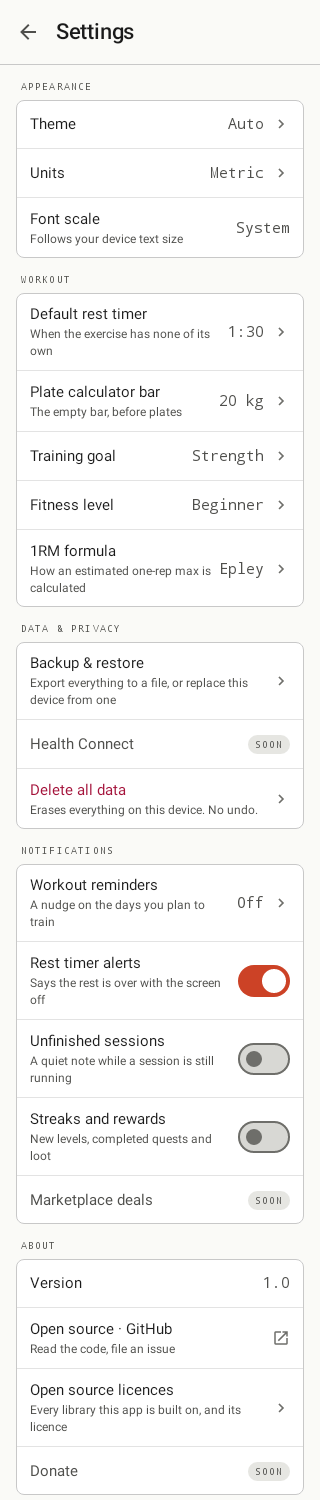 Settings
APPEARANCE
Theme
Auto
Units
Metric
Font scale
Follows your device text size
System
WORKOUT
Default rest timer
When the exercise has none of its
own
1:30
Plate calculator bar
The empty bar, before plates
20 kg
Training goal
Strength
Fitness level
Beginner
1RM formula
How an estimated one-rep max is
calculated
Epley
DATA & PRIVACY
Backup & restore
Export everything to a file, or replace this
device from one
Health Connect
SOON
Delete all data
Erases everything on this device. No undo.
NOTIFICATIONS
Workout reminders
A nudge on the days you plan to
train
Off
Rest timer alerts
Says the rest is over with the screen
off
Unfinished sessions
A quiet note while a session is still
running
Streaks and rewards
New levels, completed quests and
loot
Marketplace deals
SOON
ABOUT
Version
1.0
Open source · GitHub
Read the code, file an issue
Open source licences
Every library this app is built on, and its
licence
Donate
SOON